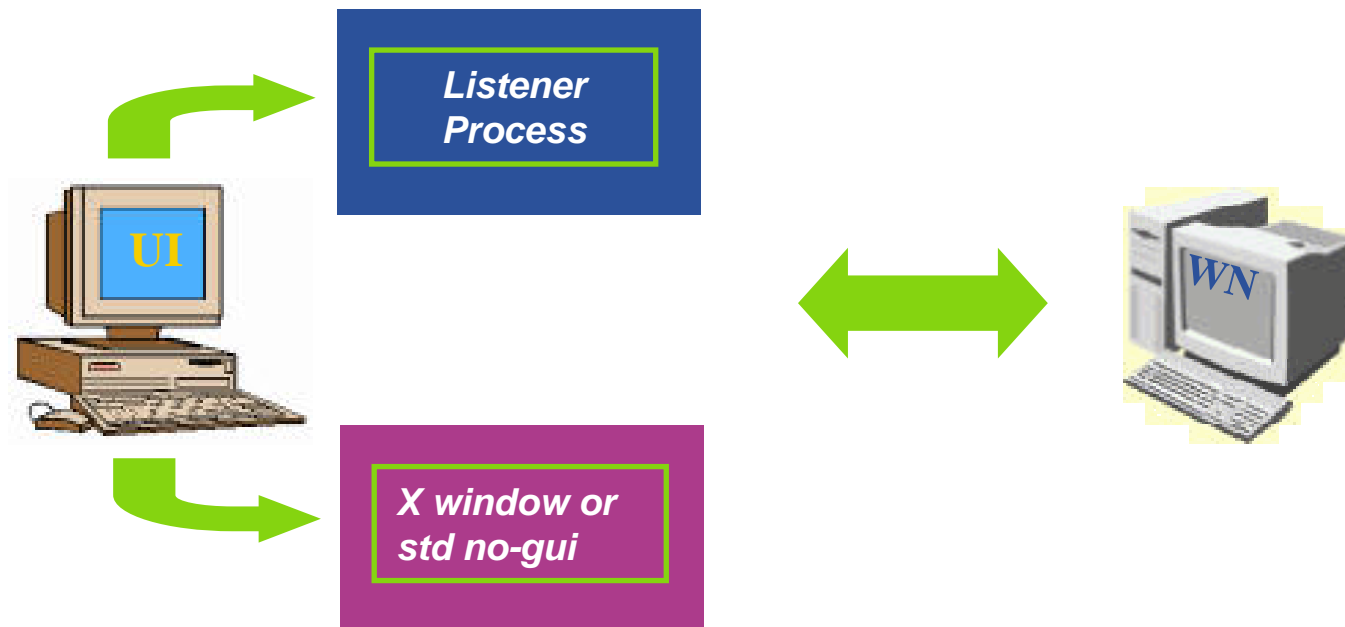 Listener
Process
UI
WN
X window or
std no-gui